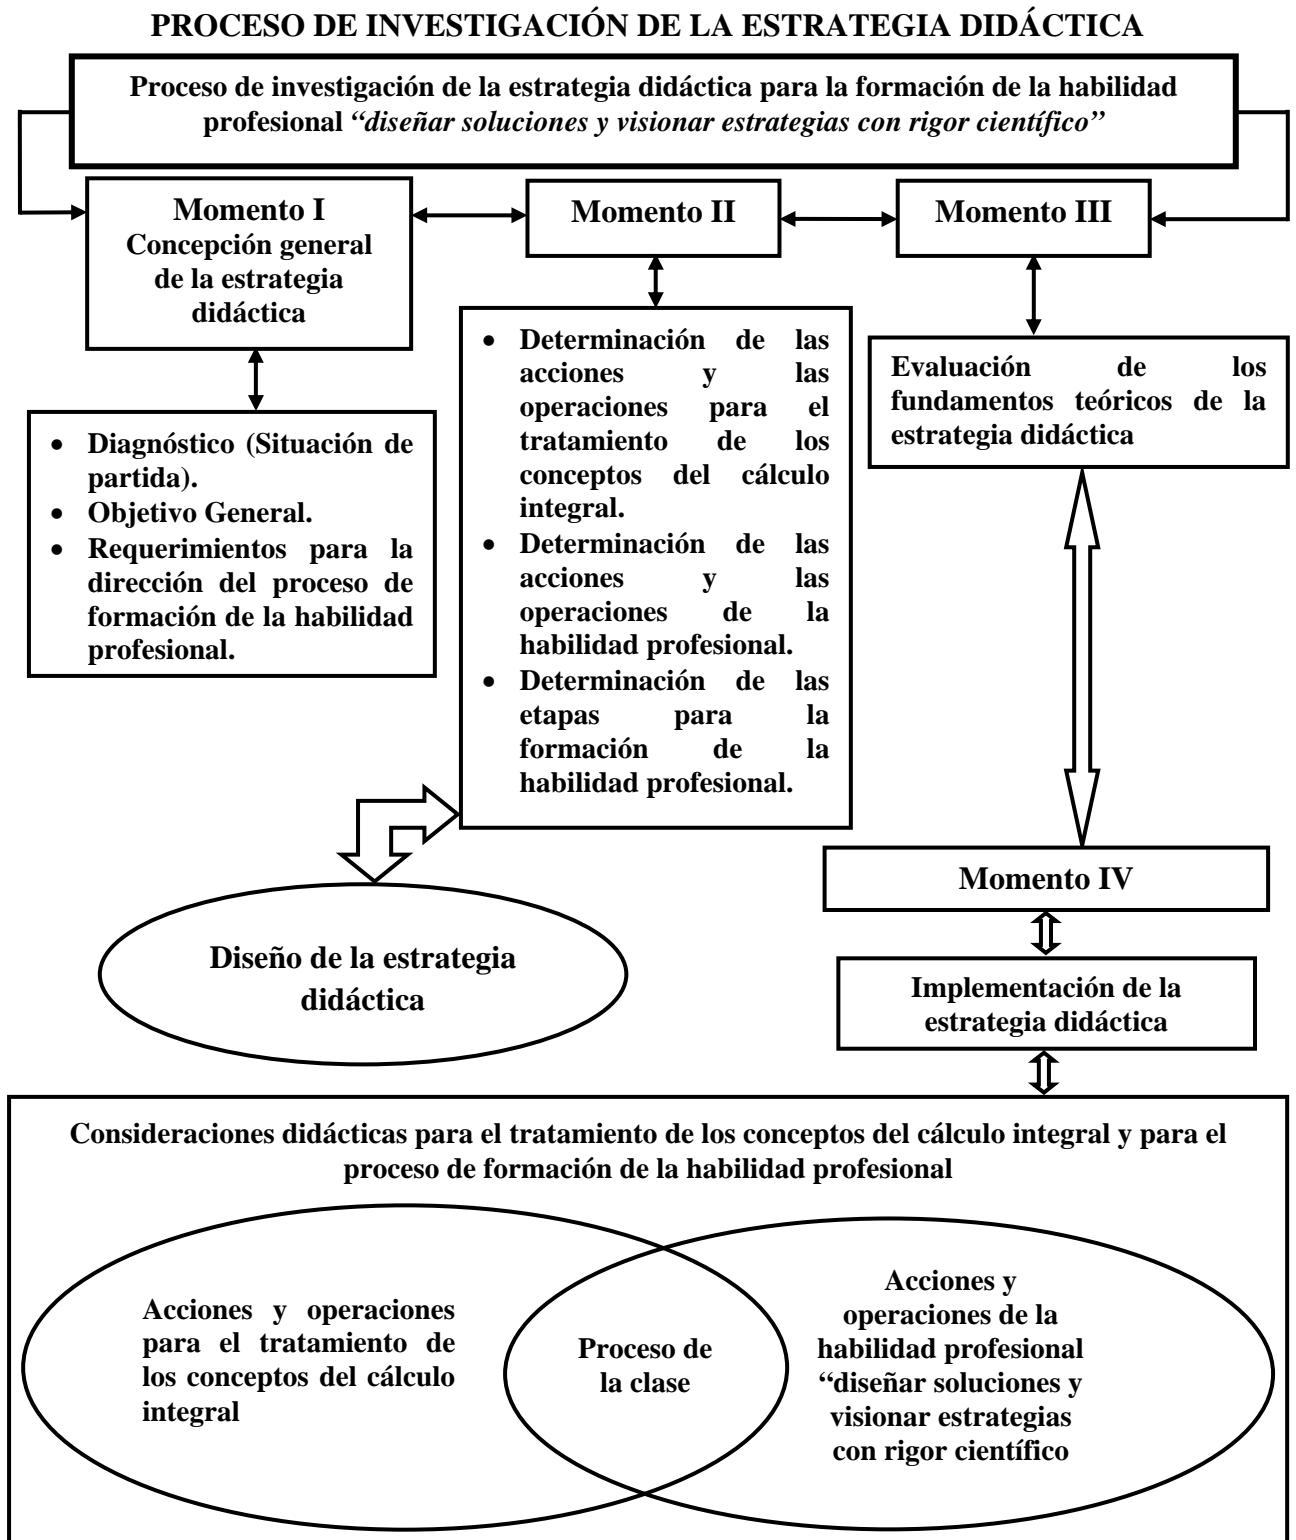 PROCESO DE INVESTIGACIÓN DE LA ESTRATEGIA DIDÁCTICA
Proceso de investigación de la estrategia didáctica para la formación de la habilidad
profesional “diseñar soluciones y visionar estrategias con rigor científico”
Momento I
Concepción general
de la estrategia
didáctica
Momento II
Momento III
• Diagnóstico (Situación de
partida).
• Objetivo General.
• Requerimientos para la
dirección del proceso de
formación de la habilidad
profesional.
• Determinación de las
acciones y las
operaciones para el
tratamiento de los
conceptos del cálculo
integral.
• Determinación de las
acciones y las
operaciones de la
habilidad profesional.
• Determinación de las
etapas para la
formación de la
habilidad profesional.
Evaluación de los
fundamentos teóricos de la
estrategia didáctica
Diseño de la estrategia
didáctica
Momento IV
Implementación de la
estrategia didáctica
Consideraciones didácticas para el tratamiento de los conceptos del cálculo integral y para el
proceso de formación de la habilidad profesional
Acciones y operaciones
para el tratamiento de
los conceptos del cálculo
integral
Proceso de
la clase
Acciones y
operaciones de la
habilidad profesional
“diseñar soluciones y
visionar estrategias
con rigor científico